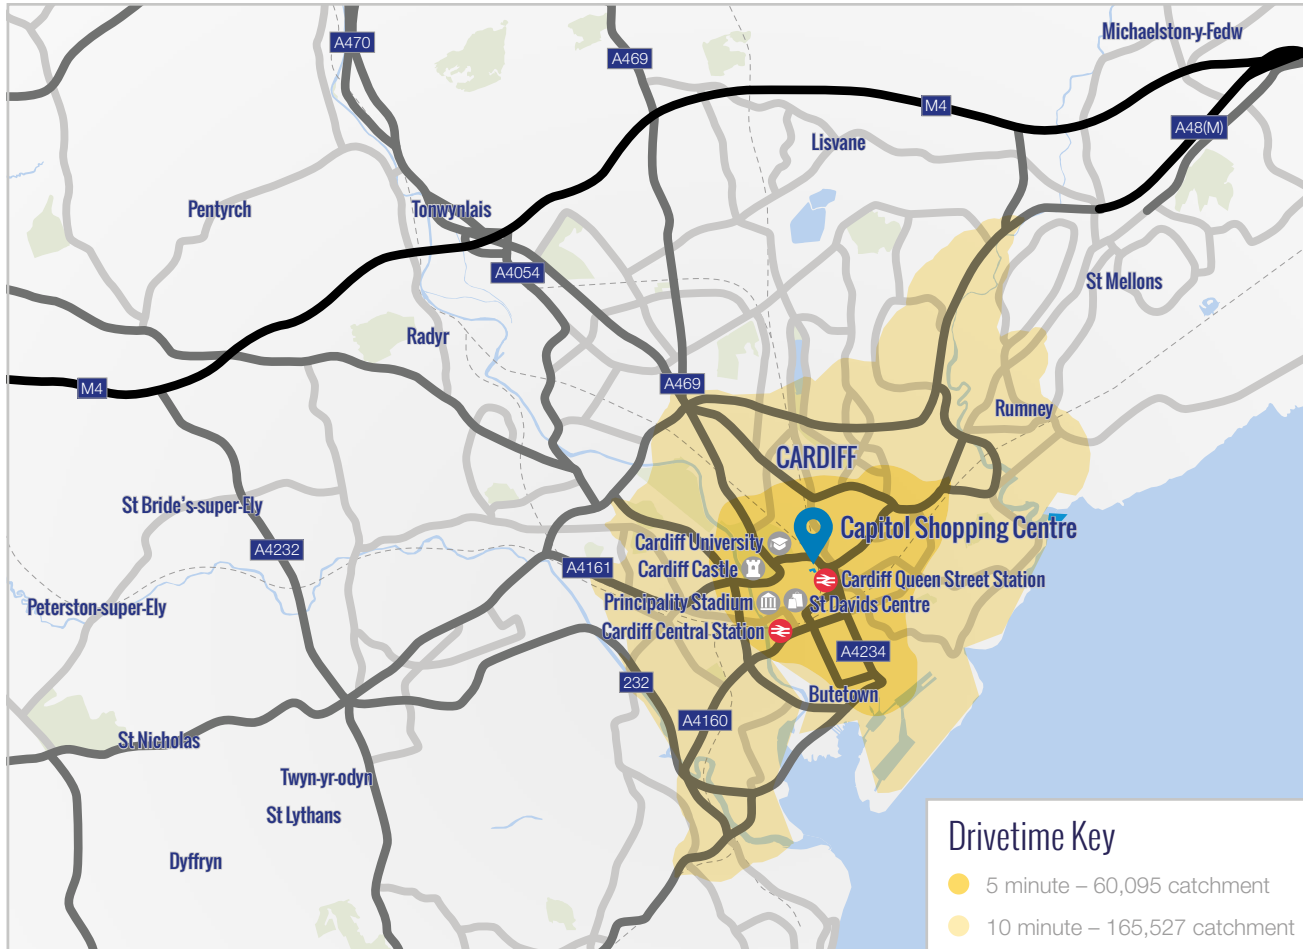 Michaelston-y-Fedw
A470
A469
M4
A48(M)
Lisvane
Pentyrch
Tonwynlais
A4054
St Mellons
Radyr
M4
A469
Rumney
CARDIFF
St Bride's-super-Ely
Capitol Shopping Centre
Cardiff University
A4232
A4161
Cardiff Castle
Cardiff Queen Street Station
Peterston-super-Ely
Principality Stadium
St Davids Centre
Cardiff Central Station
A4234
232
Butetown
A4160
St Nicholas
Twyn-yr-odyn
St Lythans
Dyffryn
Drivetime Key
5 minute – 60,095 catchment
10 minute – 165,527 catchment